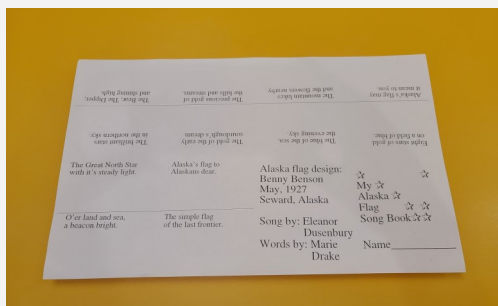 Alaska's flag may
it mean to you
The mountain lakes
and the flowers nearby
The precious gold of
the hills and streams.
The Bear, The Dipper,
and shining high.
Eight stars of gold
on a field of blue
The blue of the sea,
the evening sky
The gold of the early
sourdough's dream.
The brilliant stars
in the northern sky
The Great North Star
with it's steady light.
Alaska's flag to
Alaskans dear.
O'er land and sea,
a beacon bright.
The simple flag
of the last frontier.
Alaska flag design:
Benny Benson
May, 1927
Seward, Alaska
Song by: Eleanor
Dusenbury
Words by: Marie
Drake
My
Alaska
Flag
Song Book
Name